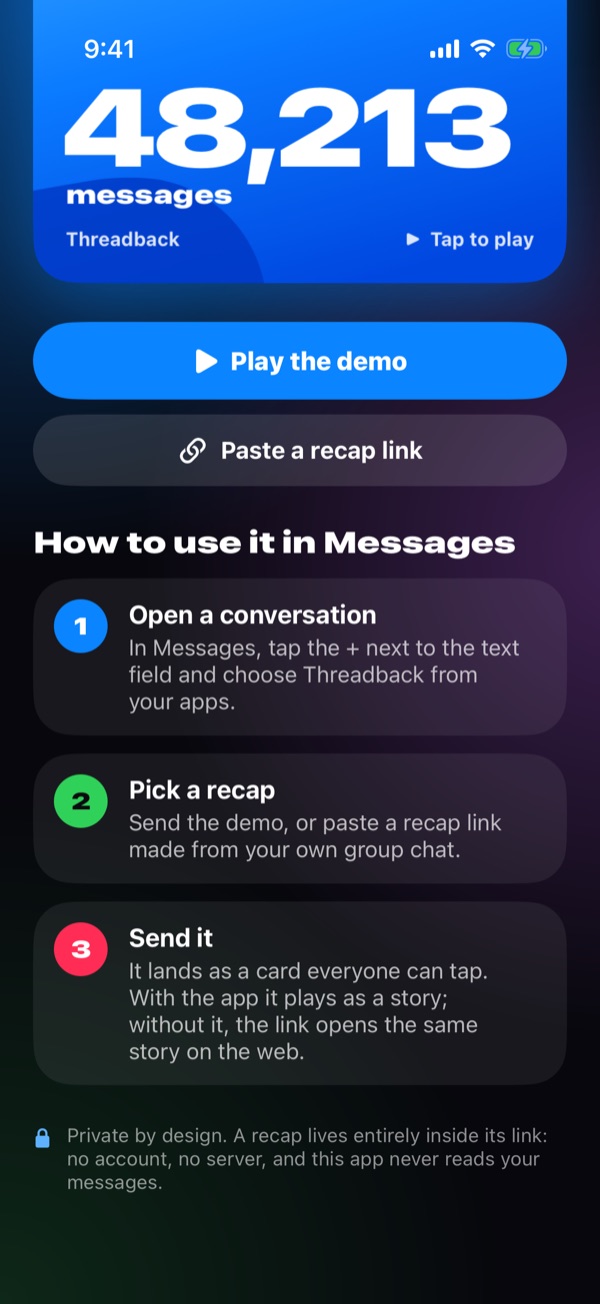 9:41
48,213
messages
Threadback
Tap to play
Play the demo
Paste a recap link
How to use it in Messages
1
Open a conversation
In Messages, tap the + next to the text
field and choose Threadback from
your apps.
2
Pick a recap
Send the demo, or paste a recap link
made from your own group chat.
3
Send it
It lands as a card everyone can tap.
With the app it plays as a story;
without it, the link opens the same
story on the web.
Private by design. A recap lives entirely inside its link:
no account, no server, and this app never reads your
messages.